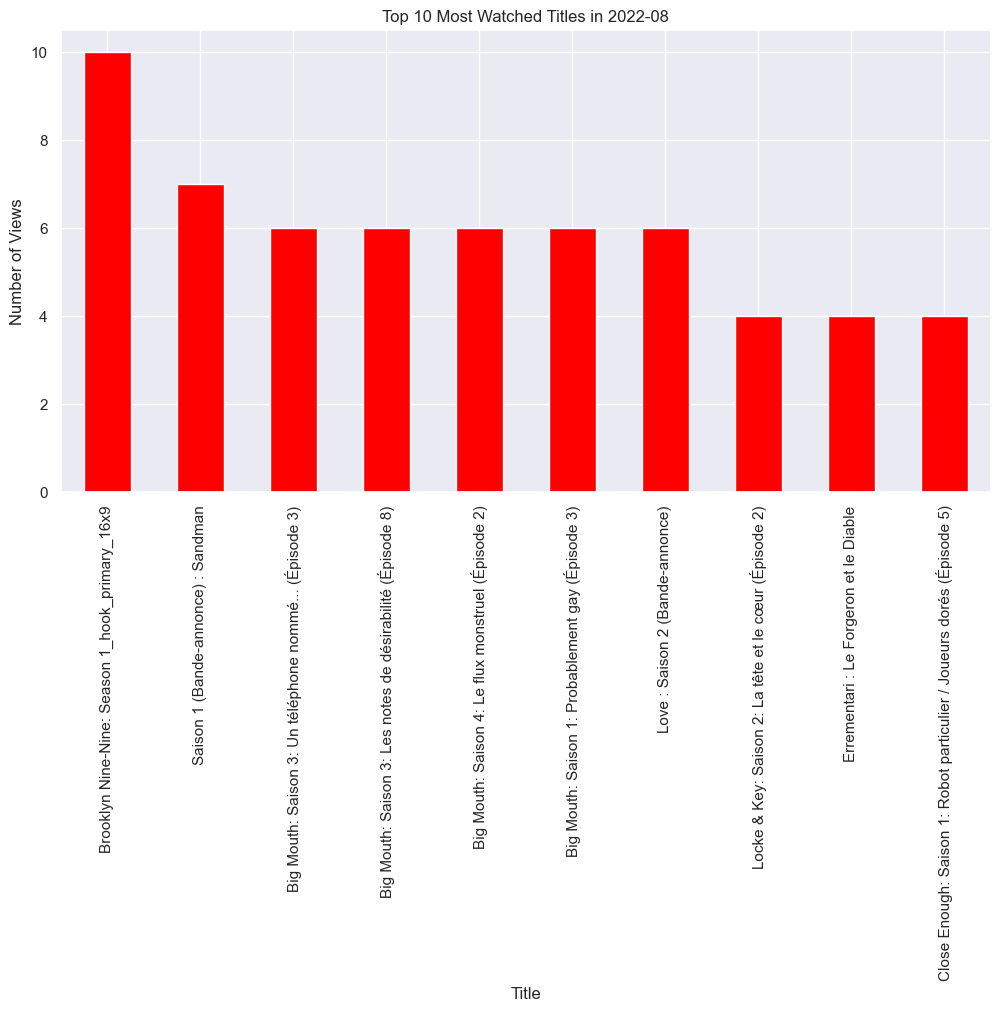 Top 10 Most Watched Titles in 2022-08
Number of Views
10
8
6
4
2
0
Brooklyn Nine-Nine: Season 1_hook_primary_16x9
Saison 1 (Bande-annonce) : Sandman
Big Mouth: Saison 3: Un téléphone nommé... (Épisode 3)
Big Mouth: Saison 3: Les notes de désirabilité (Épisode 8)
Big Mouth: Saison 4: Le flux monstruel (Épisode 2)
Big Mouth: Saison 1: Probablement gay (Épisode 3)
Love : Saison 2 (Bande-annonce)
Locke & Key: Saison 2: La tête et le cœur (Épisode 2)
Errementari : Le Forgeron et le Diable
Close Enough: Saison 1: Robot particulier / Joueurs dorés (Épisode 5)
Title